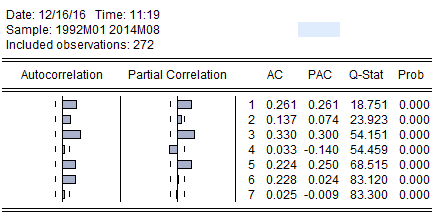 Date: 12/16/16 Time: 11:19
Sample: 1992M01 2014M08
Included observations: 272
Autocorrelation Partial Correlation AC PAC Q-Stat Prob
1 0.261 0.261 18.751 0.000
2 0.137 0.074 23.923 0.000
3 0.330 0.300 54.151 0.000
4 0.033 -0.140 54.459 0.000
5 0.224 0.250 68.515 0.000
6 0.228 0.024 83.120 0.000
7 0.025 -0.009 83.300 0.000